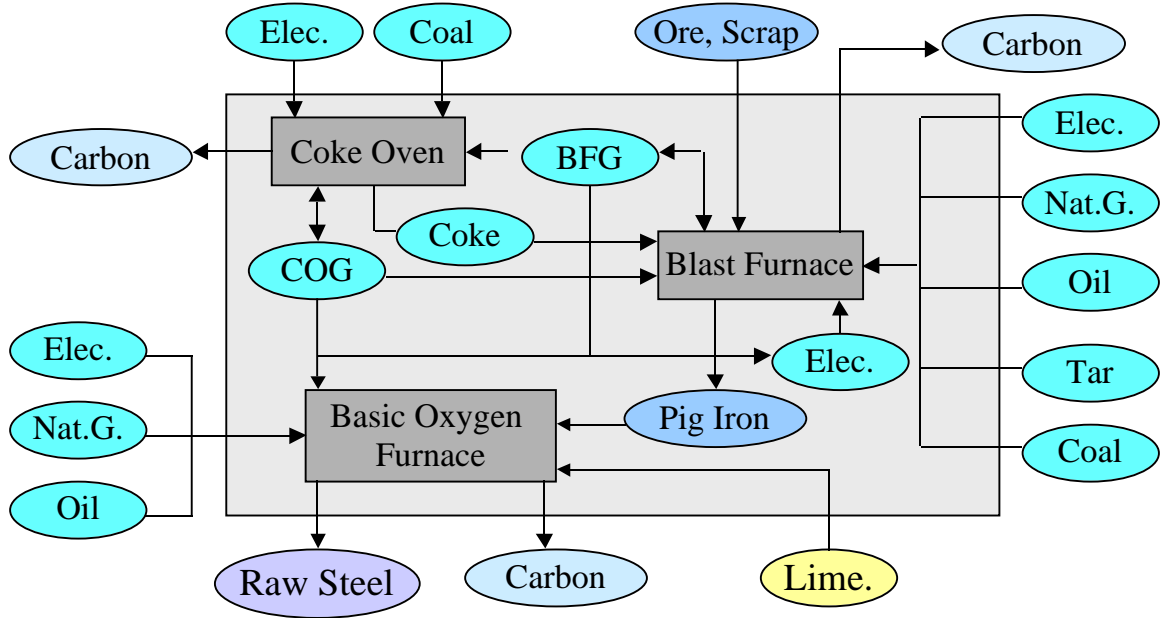 Elec.
Coal
Ore, Scrap
Carbon
Elec.
Carbon
Coke Oven
BFG
Nat.G.
Coke
COG
Blast Furnace
Oil
Elec.
Elec.
Tar
Nat.G.
Basic Oxygen
Furnace
Pig Iron
Coal
Oil
Raw Steel
Carbon
Lime.